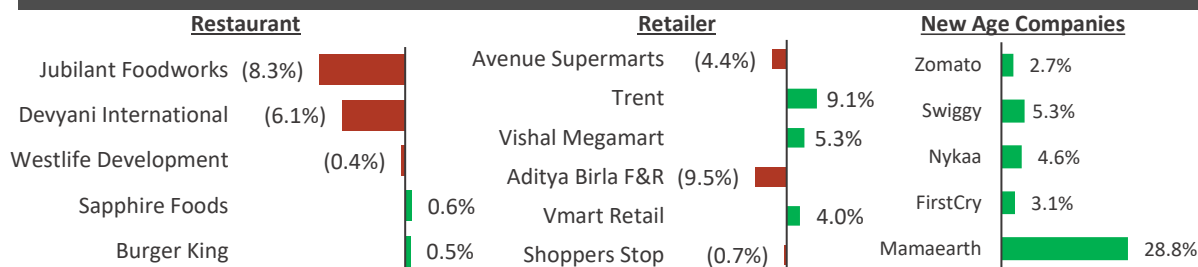 Restaurant
Jubilant Foodworks (8.3%)
Devyani International (6.1%)
Westlife Development (0.4%)
Sapphire Foods 0.6%
Burger King 0.5%
Retailer
Avenue Supermarts (4.4%)
Trent 9.1%
Vishal Megamart 5.3%
Aditya Birla F&R (9.5%)
Vmart Retail 4.0%
Shoppers Stop (0.7%)
New Age Companies
Zomato 2.7%
Swiggy 5.3%
Nykaa 4.6%
FirstCry 3.1%
Mamaearth 28.8%